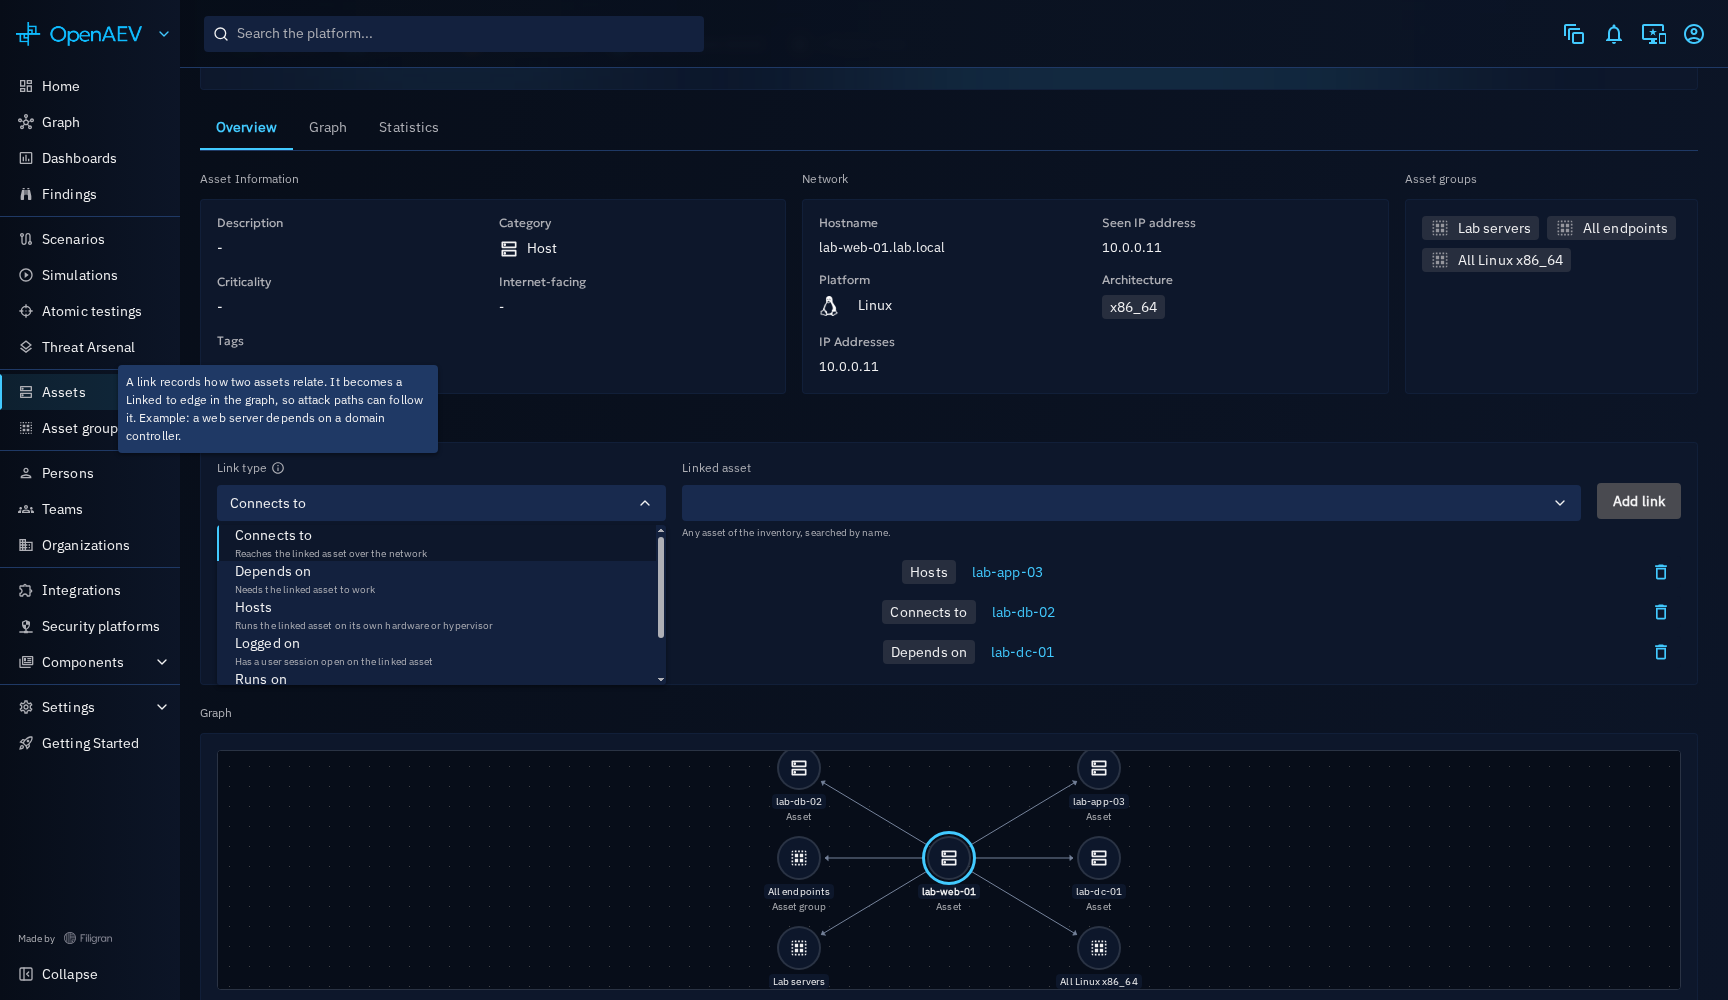 OpenAEV
Search the platform...
Home
Graph
Dashboards
Findings
Scenarios
Simulations
Atomic testings
Threat Arsenal
Assets
Asset group
Persons
Teams
Organizations
Integrations
Security platforms
Components
Settings
Getting Started
Made by Filigran
Collapse
Overview
Graph
Statistics
Asset Information
Description
-
Category
Host
Criticality
-
Internet-facing
-
Tags
Network
Hostname
lab-web-01.lab.local
Seen IP address
10.0.0.11
Platform
Linux
Architecture
x86_64
IP Addresses
10.0.0.11
Asset groups
Lab servers
All endpoints
All Linux x86_64
A link records how two assets relate. It becomes a
Linked to edge in the graph, so attack paths can follow
it. Example: a web server depends on a domain
controller.
Link type
Connects to
Connects to
Reaches the linked asset over the network
Depends on
Needs the linked asset to work
Hosts
Runs the linked asset on its own hardware or hypervisor
Logged on
Has a user session open on the linked asset
Runs on
Linked asset
Any asset of the inventory, searched by name.
Add link
Hosts
lab-app-03
Connects to
lab-db-02
Depends on
lab-dc-01
Graph
lab-db-02
Asset
lab-app-03
Asset
All endpoints
Asset group
lab-web-01
Asset
lab-dc-01
Asset
Lab servers
All Linux x86_64